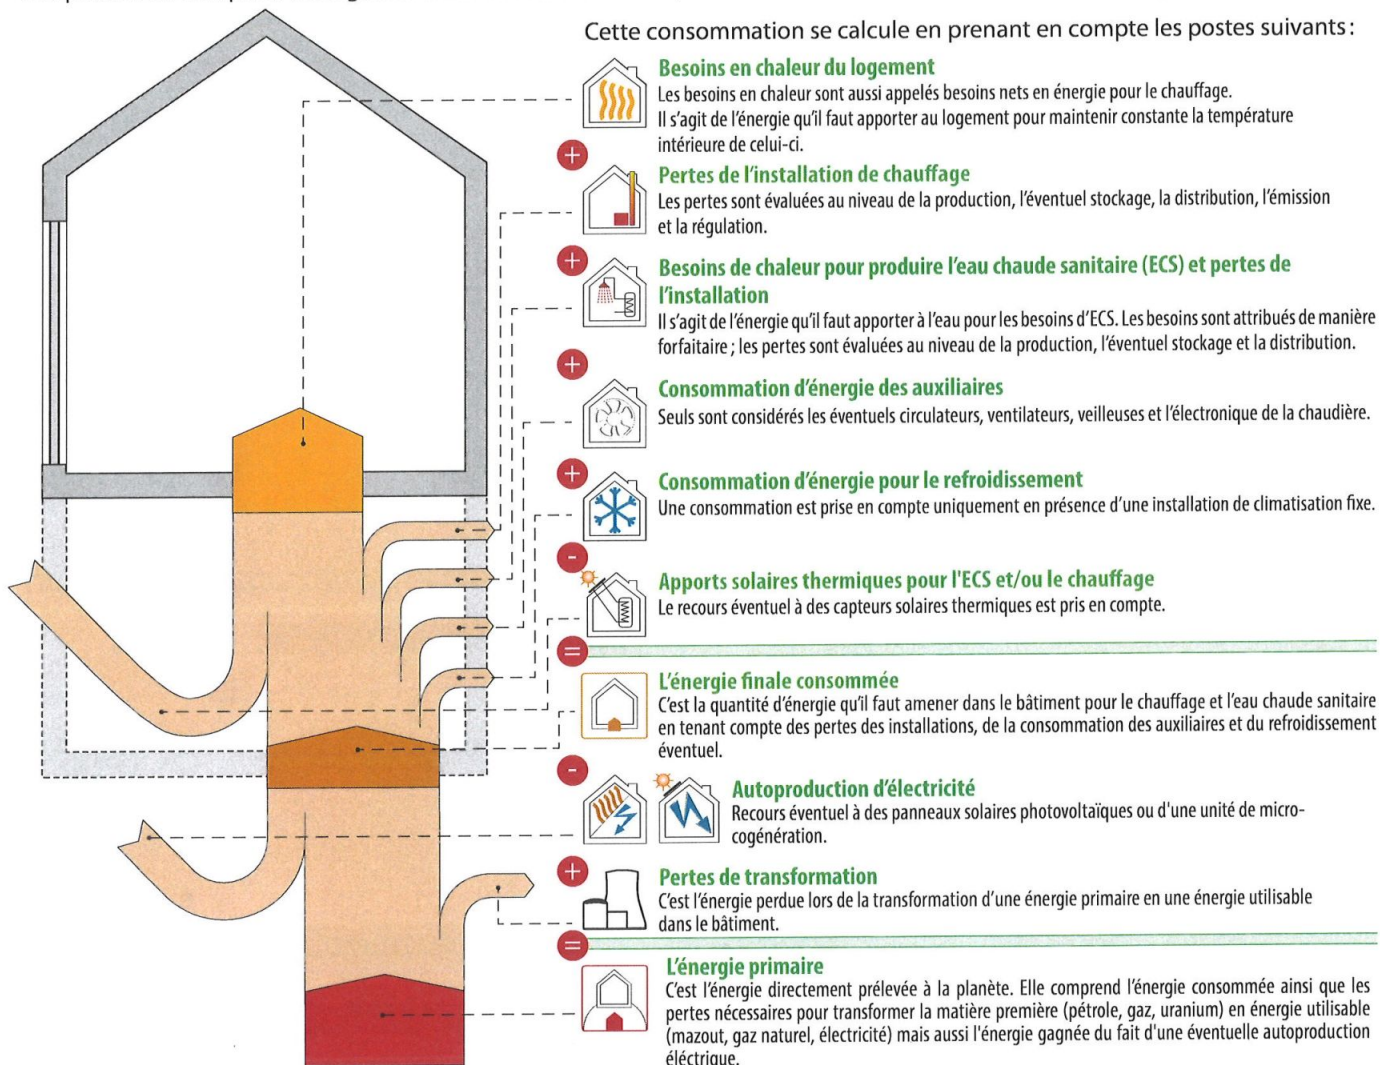 Cette consommation se calcule en prenant en compte les postes suivants :
Besoins en chaleur du logement
Les besoins en chaleur sont aussi appelés besoins nets en énergie pour le chauffage.
Il s'agit de l'énergie qu'il faut apporter au logement pour maintenir constante la température
intérieure de celui-ci.
+
Pertes de l'installation de chauffage
Les pertes sont évaluées au niveau de la production, l'éventuel stockage, la distribution, l'émission
et la régulation.
+
Besoins de chaleur pour produire l'eau chaude sanitaire (ECS) et pertes de
l'installation
Il s'agit de l'énergie qu'il faut apporter à l'eau pour les besoins d'ECS. Les besoins sont attribués de manière
forfaitaire ; les pertes sont évaluées au niveau de la production, l'éventuel stockage et la distribution.
+
Consommation d'énergie des auxiliaires
Seuls sont considérés les éventuels circulateurs, ventilateurs, veilleuses et l'électronique de la chaudière.
+
Consommation d'énergie pour le refroidissement
Une consommation est prise en compte uniquement en présence d'une installation de climatisation fixe.
-
Apports solaires thermiques pour l'ECS et/ou le chauffage
Le recours éventuel à des capteurs solaires thermiques est pris en compte.
=
L'énergie finale consommée
C'est la quantité d'énergie qu'il faut amener dans le bâtiment pour le chauffage et l'eau chaude sanitaire
en tenant compte des pertes des installations, de la consommation des auxiliaires et du refroidissement
éventuel.
-
Autoproduction d'électricité
Recours éventuel à des panneaux solaires photovoltaïques ou d'une unité de micro-
cogénération.
+
Pertes de transformation
C'est l'énergie perdue lors de la transformation d'une énergie primaire en une énergie utilisable
dans le bâtiment.
=
L'énergie primaire
C'est l'énergie directement prélevée à la planète. Elle comprend l'énergie consommée ainsi que les
pertes nécessaires pour transformer la matière première (pétrole, gaz, uranium) en énergie utilisable
(mazout, gaz naturel, électricité) mais aussi l'énergie gagnée du fait d'une éventuelle autoproduction
éléctrique.